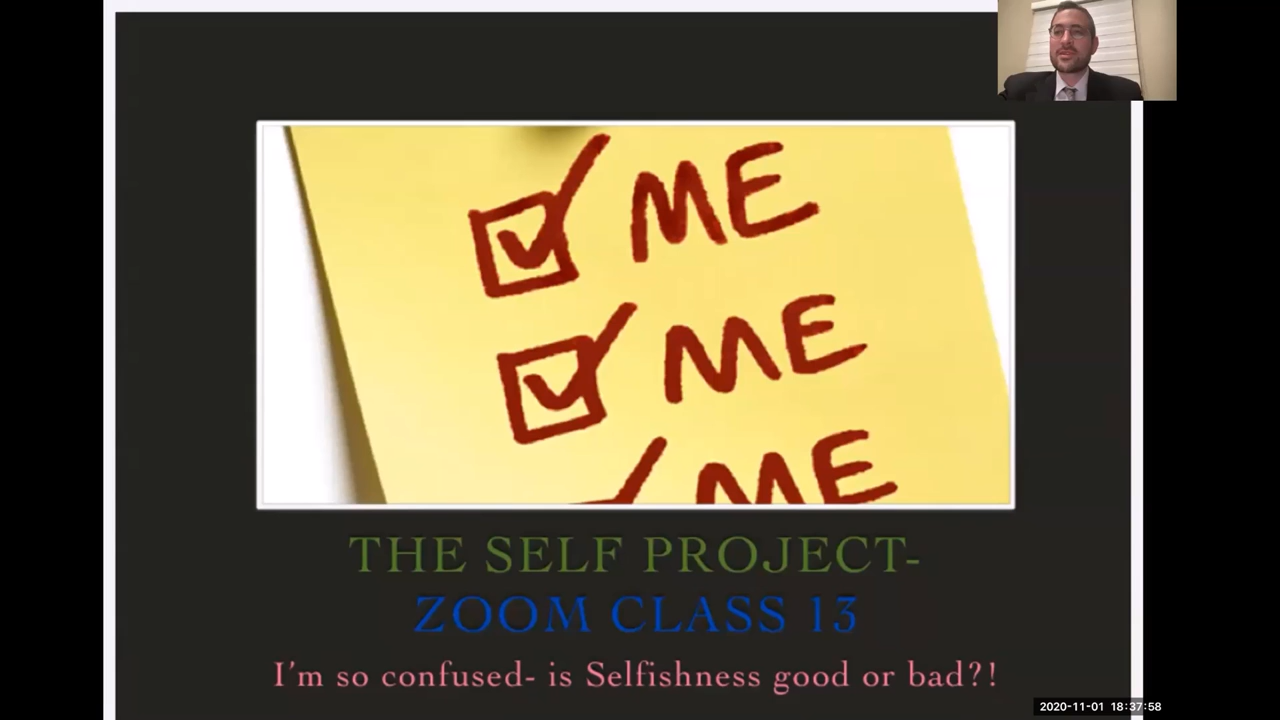 ME
ME
ME
THE SELF PROJECT-
ZOOM CLASS 13
I'm so confused- is Selfishness good or bad?!
2020-11-01 18:37:58